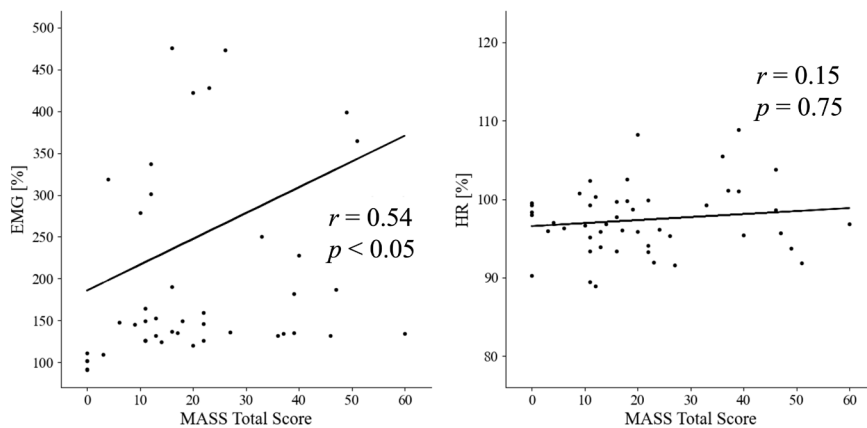 500
450
400
350
300
250
200
150
100
EMG [%]
r = 0.54
p < 0.05
0 10 20 30 40 50 60
MASS Total Score
120
110
100
90
80
HR [%]
r = 0.15
p = 0.75
0 10 20 30 40 50 60
MASS Total Score